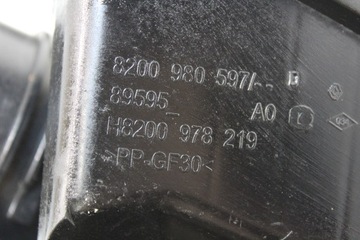 8200 980 597/-- B
89595_ A0
H8200 978 219
>PP-GF30<